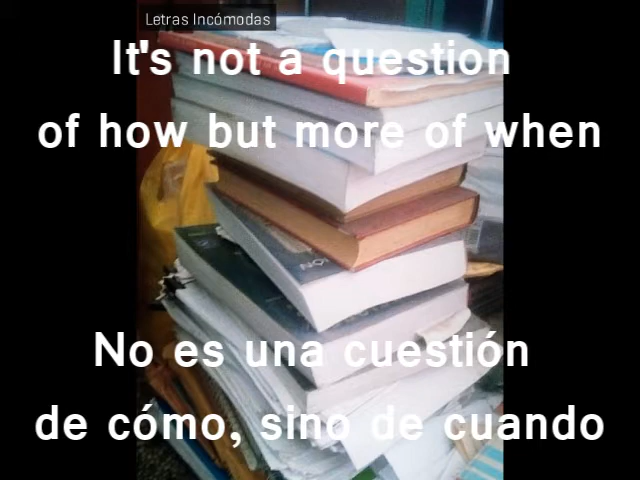 Letras Incómodas
It's not a question
of how but more of when
No es una cuestión
de cómo, sino de cuando